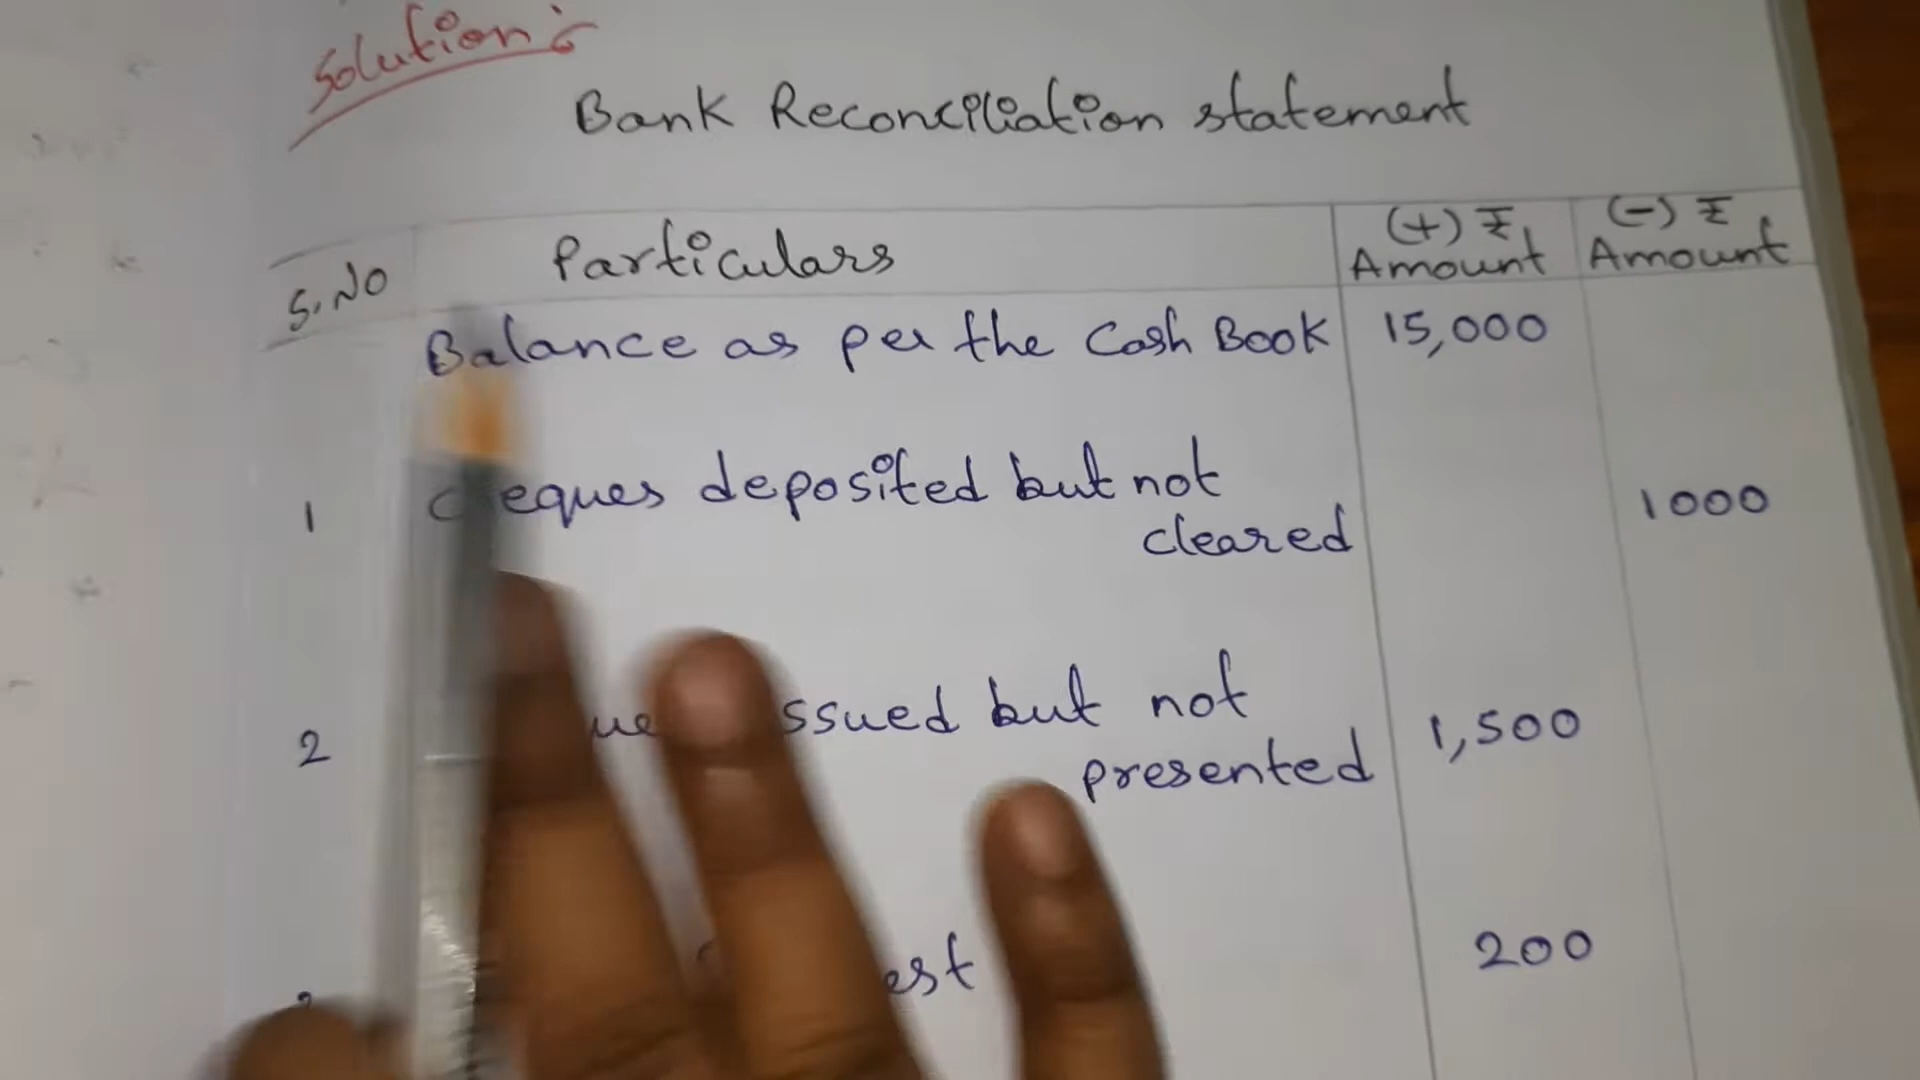 Solution:-
Bank Reconciliation statement
S.No Particulars (+) ₹ Amount (-) ₹ Amount
Balance as per the Cash Book 15,000
1 eques deposited but not
cleared 1000
2 ssued but not
presented 1,500
est 200